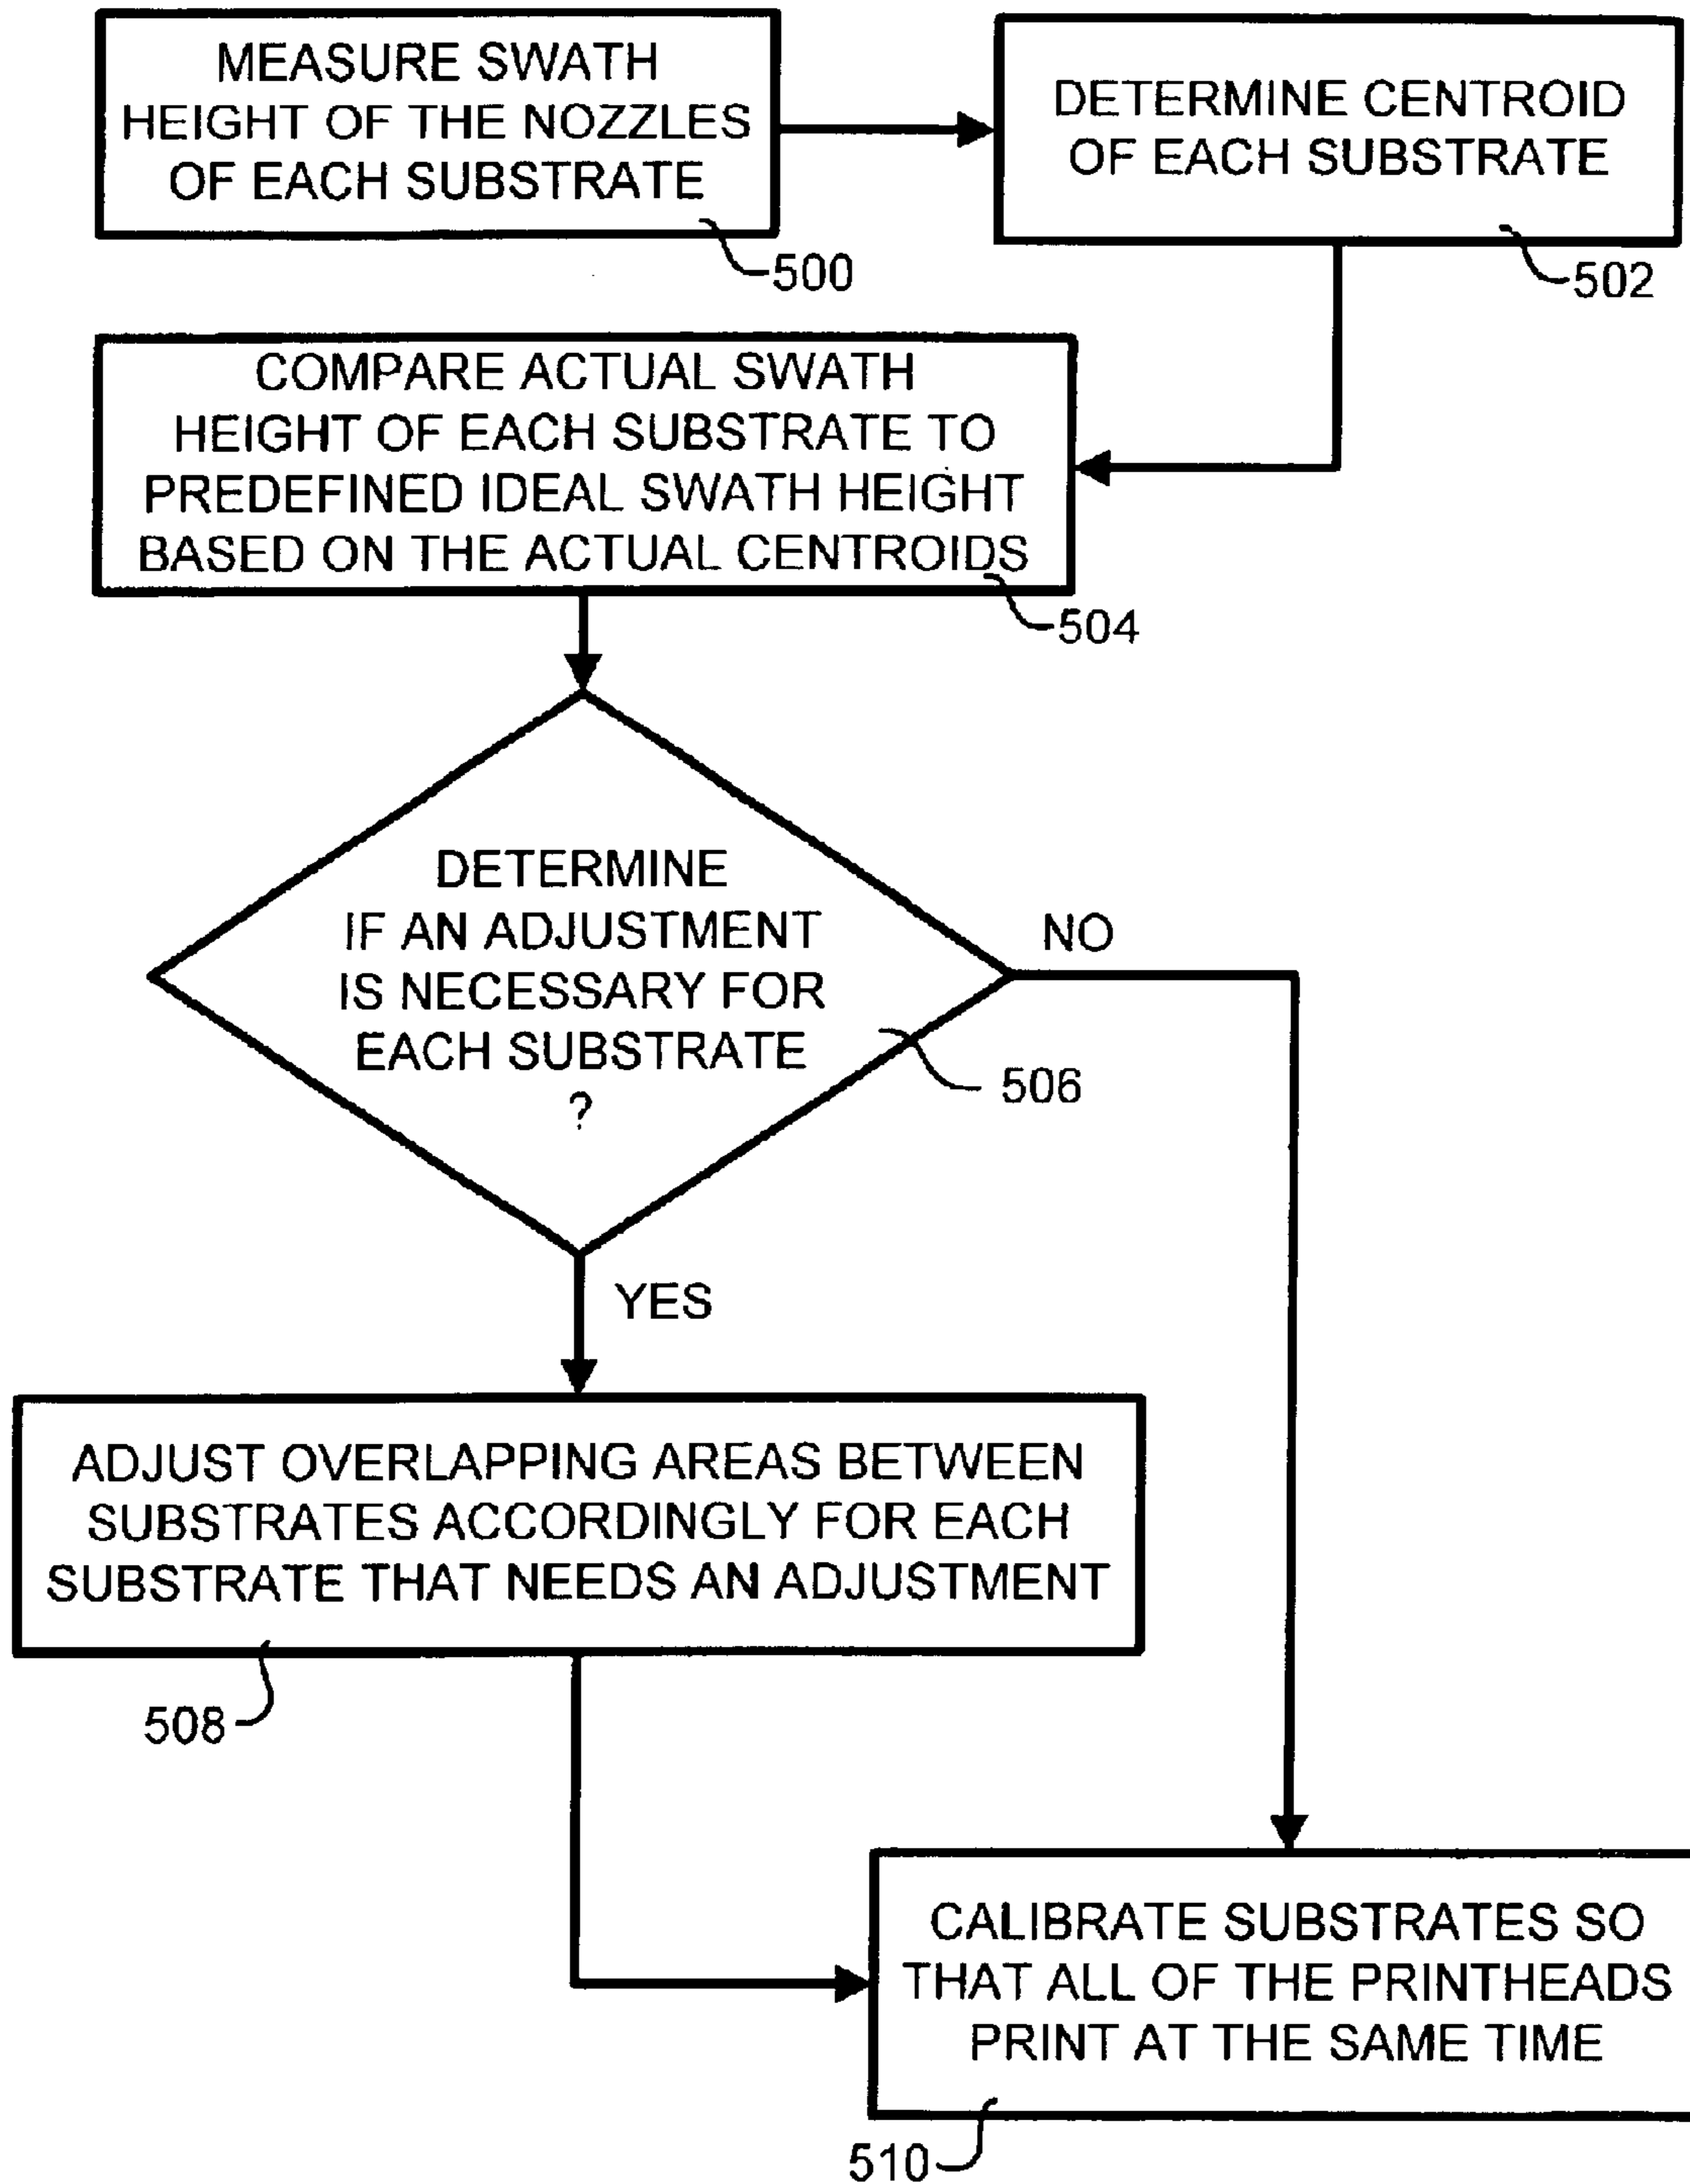 MEASURE SWATH
HEIGHT OF THE NOZZLES
OF EACH SUBSTRATE
500
DETERMINE CENTROID
OF EACH SUBSTRATE
502
COMPARE ACTUAL SWATH
HEIGHT OF EACH SUBSTRATE TO
PREDEFINED IDEAL SWATH HEIGHT
BASED ON THE ACTUAL CENTROIDS
504
DETERMINE
IF AN ADJUSTMENT
IS NECESSARY FOR
EACH SUBSTRATE
?
506
NO
YES
ADJUST OVERLAPPING AREAS BETWEEN
SUBSTRATES ACCORDINGLY FOR EACH
SUBSTRATE THAT NEEDS AN ADJUSTMENT
508
CALIBRATE SUBSTRATES SO
THAT ALL OF THE PRINTHEADS
PRINT AT THE SAME TIME
510